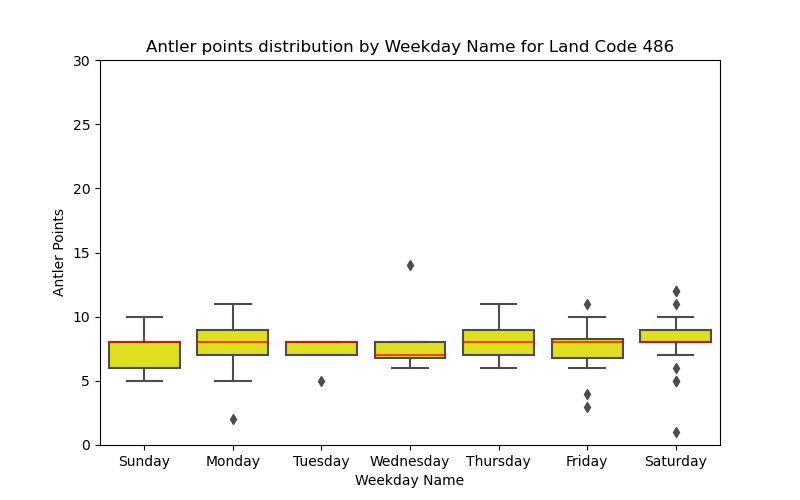 Antler points distribution by Weekday Name for Land Code 486
30
25
20
15
10
5
0
Antler Points
Sunday Monday Tuesday Wednesday Thursday Friday Saturday
Weekday Name